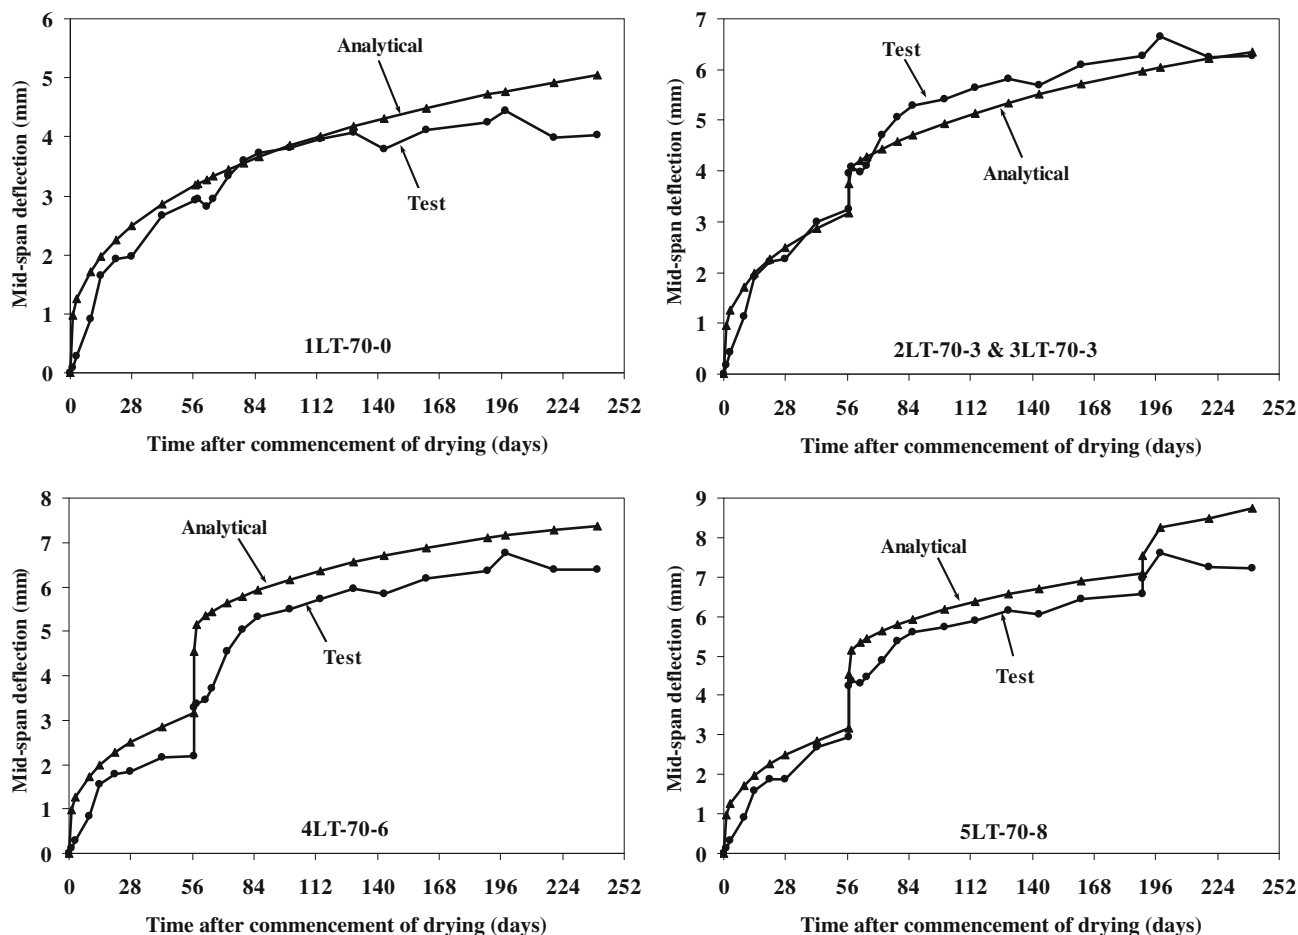 6
5
4
3
2
1
0
Mid-span deflection (mm)
Analytical
Test
1LT-70-0
0 28 56 84 112 140 168 196 224 252
Time after commencement of drying (days)
7
6
5
4
3
2
1
0
Mid-span deflection (mm)
Test
Analytical
2LT-70-3 & 3LT-70-3
0 28 56 84 112 140 168 196 224 252
Time after commencement of drying (days)
8
7
6
5
4
3
2
1
0
Mid-span deflection (mm)
Analytical
Test
4LT-70-6
0 28 56 84 112 140 168 196 224 252
Time after commencement of drying (days)
9
8
7
6
5
4
3
2
1
0
Mid-span deflection (mm)
Analytical
Test
5LT-70-8
0 28 56 84 112 140 168 196 224 252
Time after commencement of drying (days)